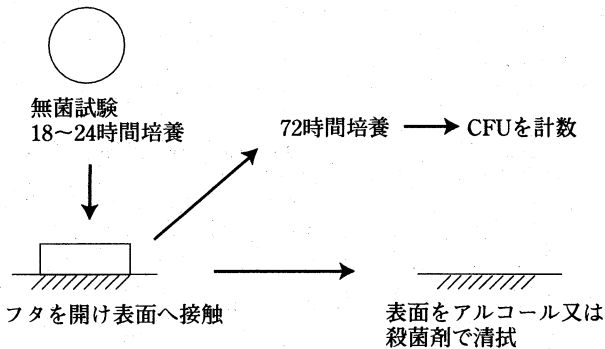 無菌試験
18～24時間培養
72時間培養
CFUを計数
フタを開け表面へ接触
表面をアルコール又は
殺菌剤で清拭